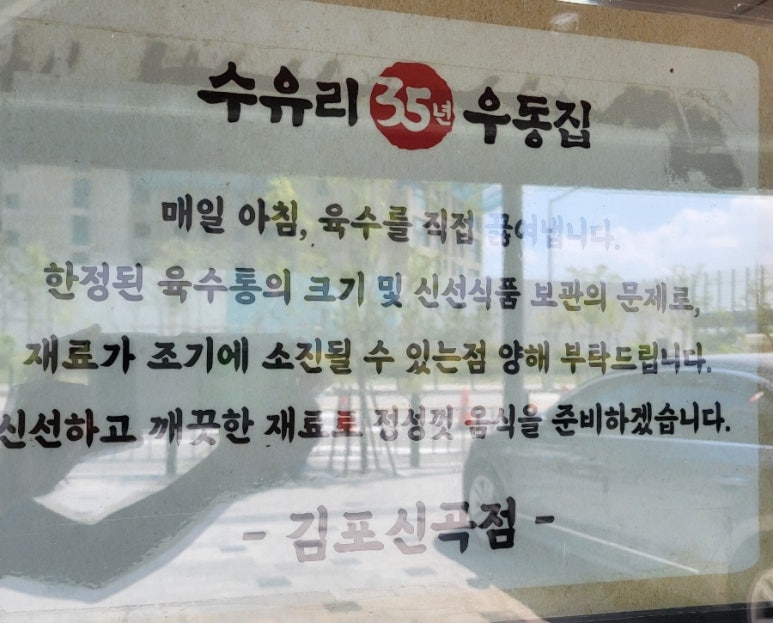 수유리 35년 우동집
매일 아침, 육수를 직접 끓여냅니다.
한정된 육수통의 크기 및 신선식품 보관의 문제로,
재료가 조기에 소진될 수 있는점 양해 부탁드립니다.
신선하고 깨끗한 재료로 정성껏 음식을 준비하겠습니다.
- 김포신곡점 -